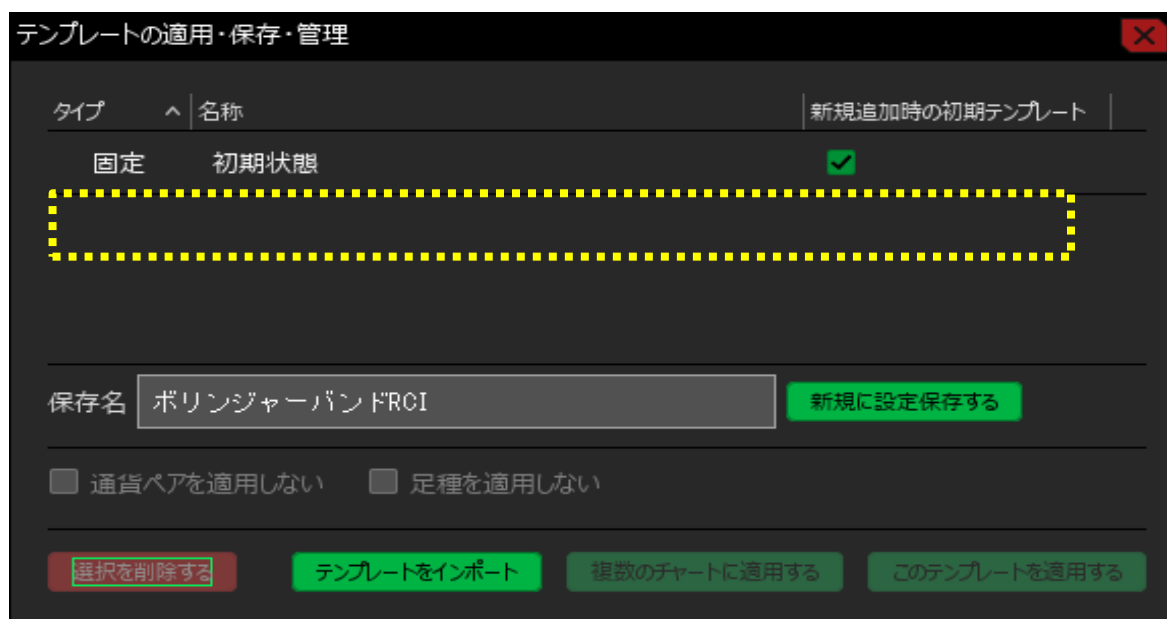 テンプレートの適用・保存・管理
タイプ 名称 新規追加時の初期テンプレート
固定 初期状態
保存名 ボリンジャーバンドRCI 新規に設定保存する
通貨ペアを適用しない 足種を適用しない
選択を削除する テンプレートをインポート 複数のチャートに適用する このテンプレートを適用する